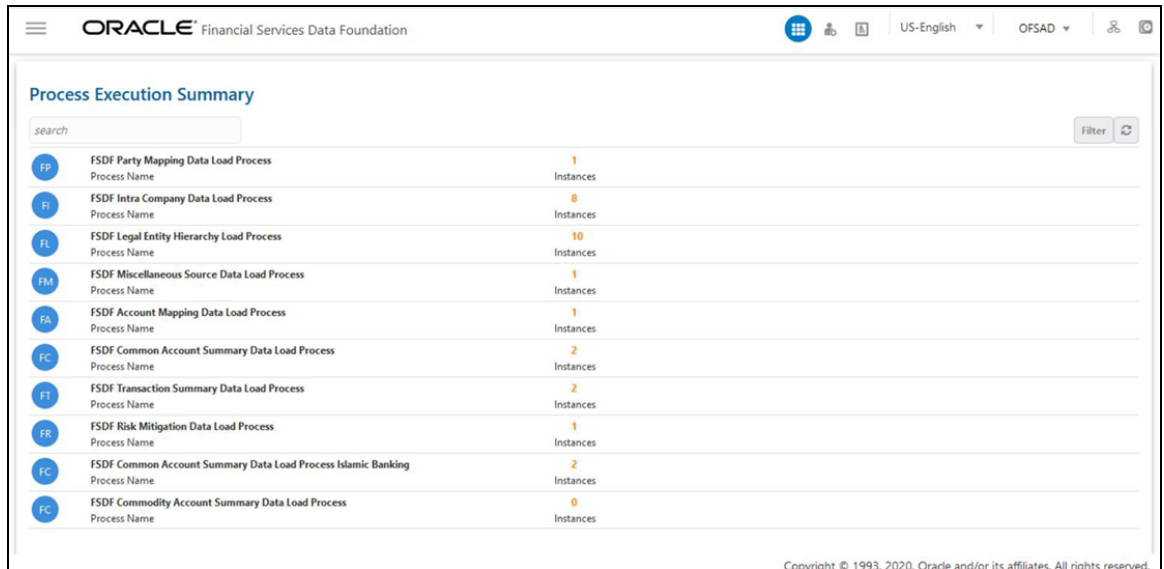 ORACLE® Financial Services Data Foundation US-English OFSAD
Process Execution Summary
search Filter
FP FSDF Party Mapping Data Load Process 1
Process Name Instances
FI FSDF Intra Company Data Load Process 8
Process Name Instances
FL FSDF Legal Entity Hierarchy Load Process 10
Process Name Instances
FM FSDF Miscellaneous Source Data Load Process 1
Process Name Instances
FA FSDF Account Mapping Data Load Process 1
Process Name Instances
FC FSDF Common Account Summary Data Load Process 2
Process Name Instances
FT FSDF Transaction Summary Data Load Process 2
Process Name Instances
FR FSDF Risk Mitigation Data Load Process 1
Process Name Instances
FC FSDF Common Account Summary Data Load Process Islamic Banking 2
Process Name Instances
FC FSDF Commodity Account Summary Data Load Process 0
Process Name Instances
Copyright © 1993, 2020, Oracle and/or its affiliates. All rights reserved.